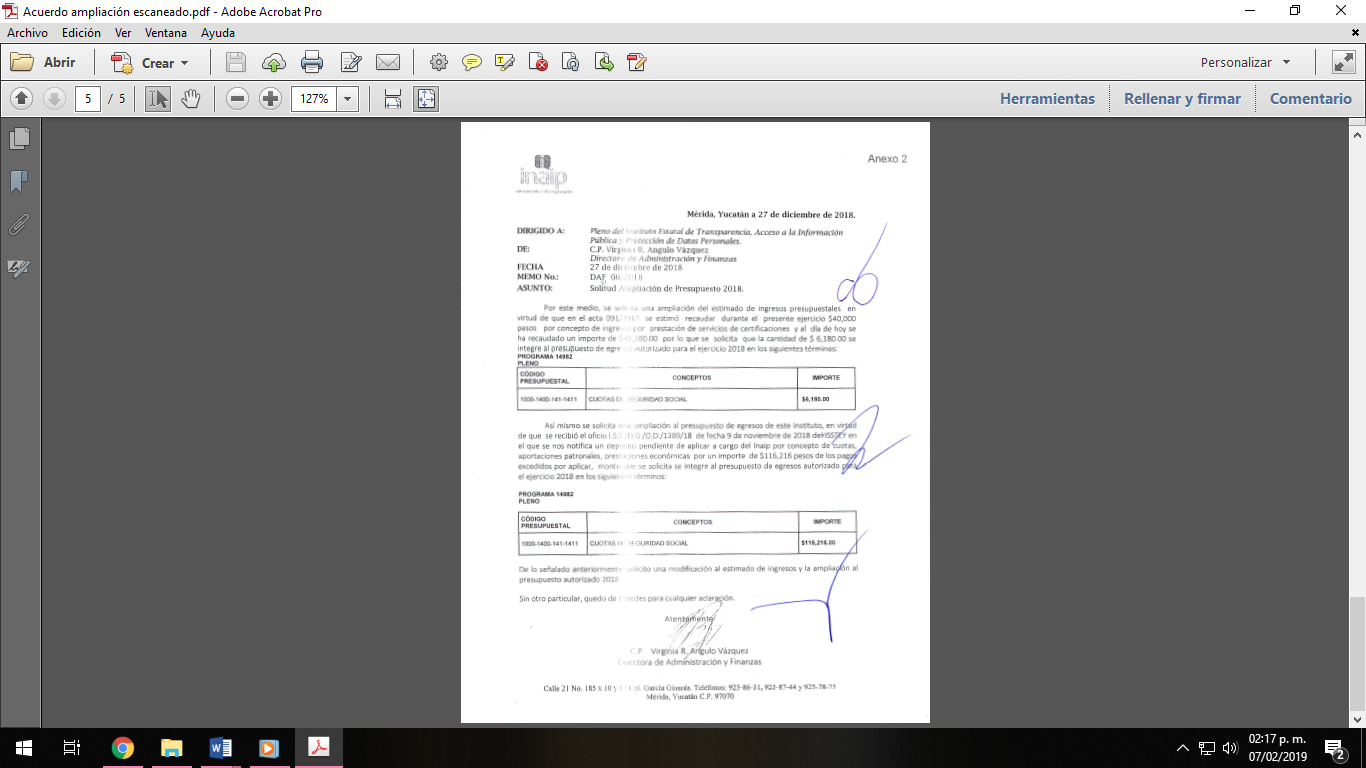 Acuerdo ampliación escaneado.pdf - Adobe Acrobat Pro
Archivo Edición Ver Ventana Ayuda
Abrir Crear Personalizar
5 / 5 127% Herramientas Rellenar y firmar Comentario
Anexo 2
inaip
Mérida, Yucatán a 27 de diciembre de 2018.
DIRIGIDO A: Pleno del Instituto Estatal de Transparencia, Acceso a la Información
Pública y Protección de Datos Personales.
DE: C.P. Virginia R. Angulo Vázquez
Directora de Administración y Finanzas
FECHA 27 de diciembre de 2018
MEMO No.: DAF 66/2018
ASUNTO: Solitud Ampliación de Presupuesto 2018.
Por este medio, se solicita una ampliación del estimado de ingresos presupuestales en
virtud de que en el acta 091/2017 se estimó recaudar durante el presente ejercicio $40,000
pesos por concepto de ingresos por prestación de servicios de certificaciones y al día de hoy se
ha recaudado un importe de $46,180.00 por lo que se solicita que la cantidad de $ 6,180.00 se
integre al presupuesto de egresos autorizado para el ejercicio 2018 en los siguientes términos:
PROGRAMA 14982
PLENO
CÓDIGO PRESUPUESTAL CONCEPTOS IMPORTE
1000-1400-141-1411 CUOTAS DE SEGURIDAD SOCIAL $6,180.00
Así mismo se solicita una ampliación al presupuesto de egresos de este Instituto, en virtud
de que se recibió el oficio I.S.S./D.G./O.D./1389/18 de fecha 9 de noviembre de 2018 del ISSTEY en
el que se nos notifica un depósito pendiente de aplicar a cargo del Inaip por concepto de cuotas,
aportaciones patronales, prestaciones económicas por un importe de $116,216 pesos de los pagos
excedidos por aplicar, monto que se solicita se integre al presupuesto de egresos autorizado para
el ejercicio 2018 en los siguientes términos:
PROGRAMA 14982
PLENO
CÓDIGO PRESUPUESTAL CONCEPTOS IMPORTE
1000-1400-141-1411 CUOTAS DE SEGURIDAD SOCIAL $116,216.00
De lo señalado anteriormente solicito una modificación al estimado de ingresos y la ampliación al
presupuesto autorizado 2018
Sin otro particular, quedo de Ustedes para cualquier aclaración.
Atentamente
C.P. Virginia R. Angulo Vázquez
Directora de Administración y Finanzas
Calle 21 No. 185 x 10 y Col. García Ginerés. Teléfonos: 925-86-31, 925-87-44 y 925-78-75
Mérida, Yucatán C.P. 97070
02:17 p. m.
07/02/2019
2